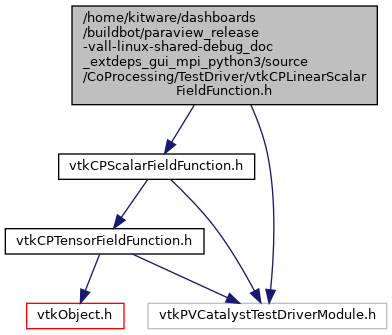 /home/kitware/dashboards
/buildbot/paraview_release
-vall-linux-shared-debug_doc
_extdeps_gui_mpi_python3/source
/CoProcessing/TestDriver/vtkCPLinearScalar
FieldFunction.h
vtkCPScalarFieldFunction.h
vtkCPTensorFieldFunction.h
vtkObject.h
vtkPVCatalystTestDriverModule.h